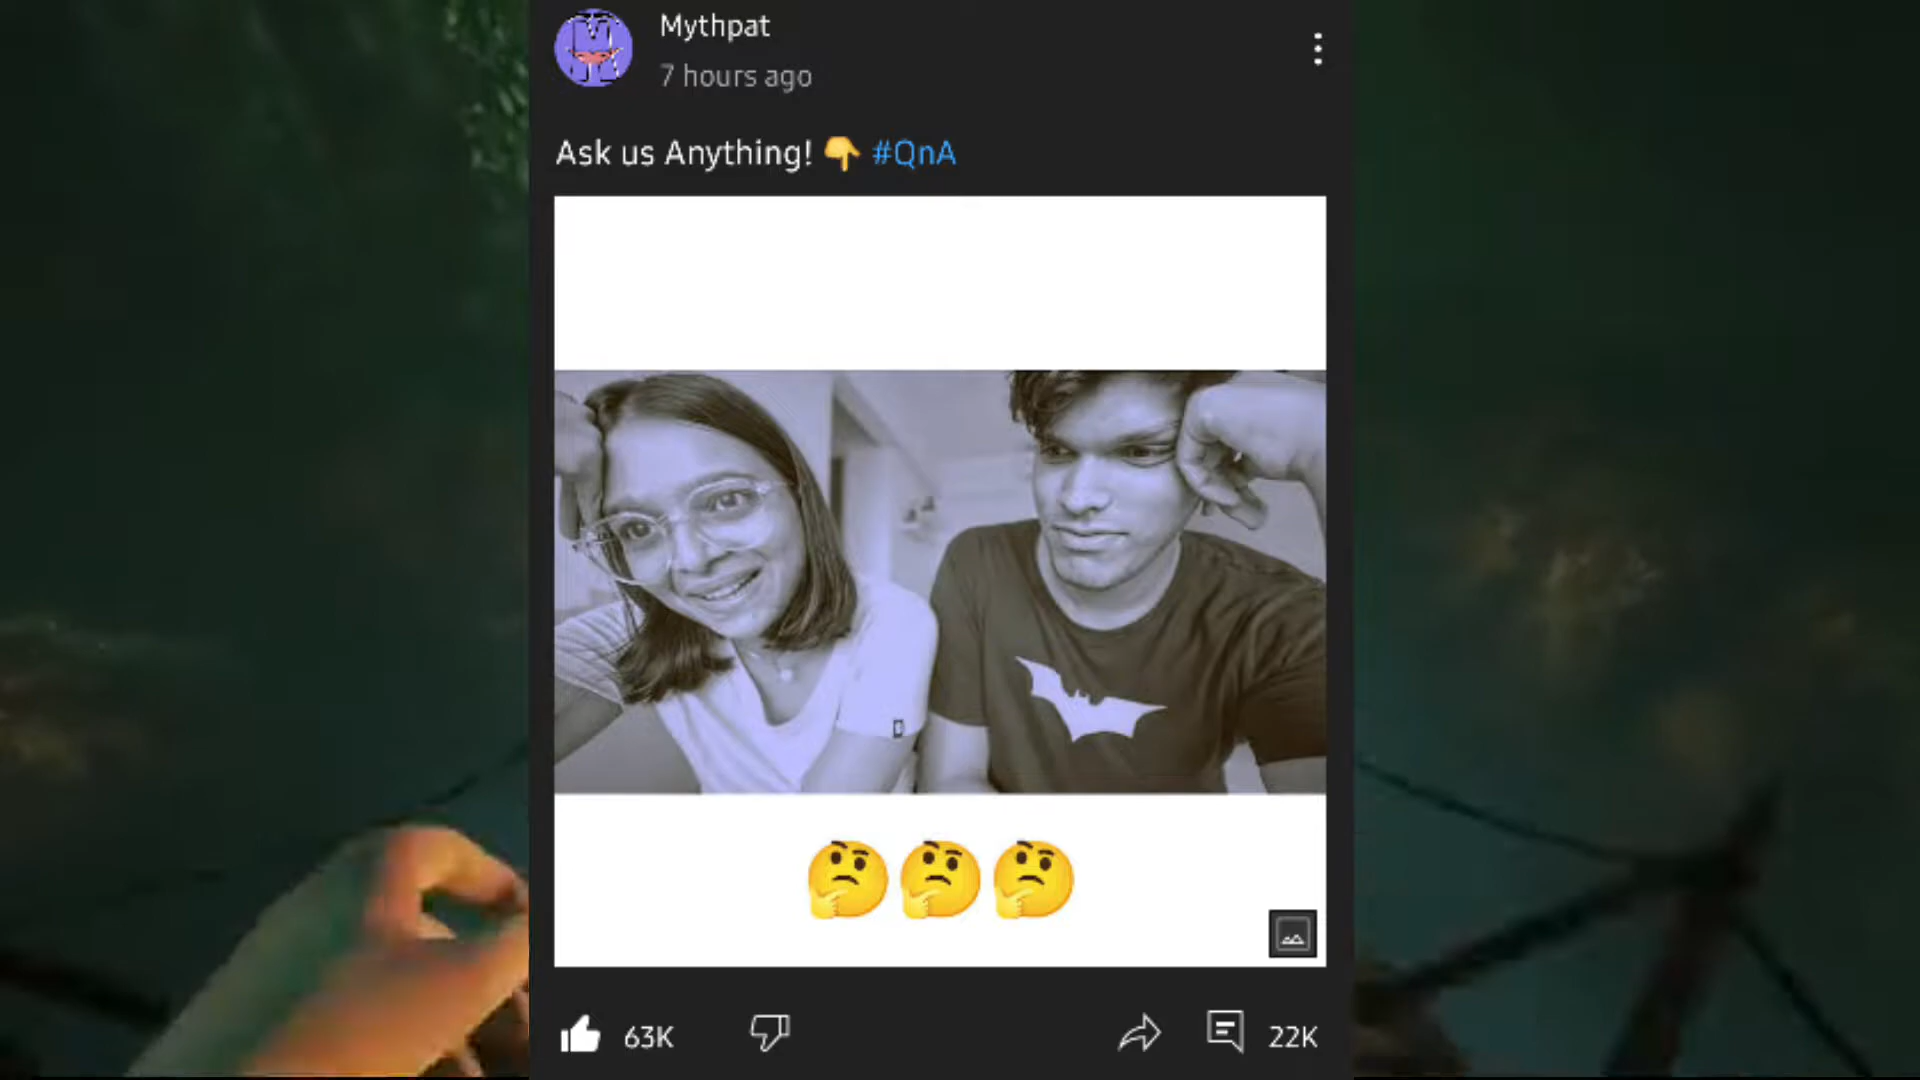 Mythpat
7 hours ago
Ask us Anything! 👇 #QnA
🤔🤔🤔
63K
22K